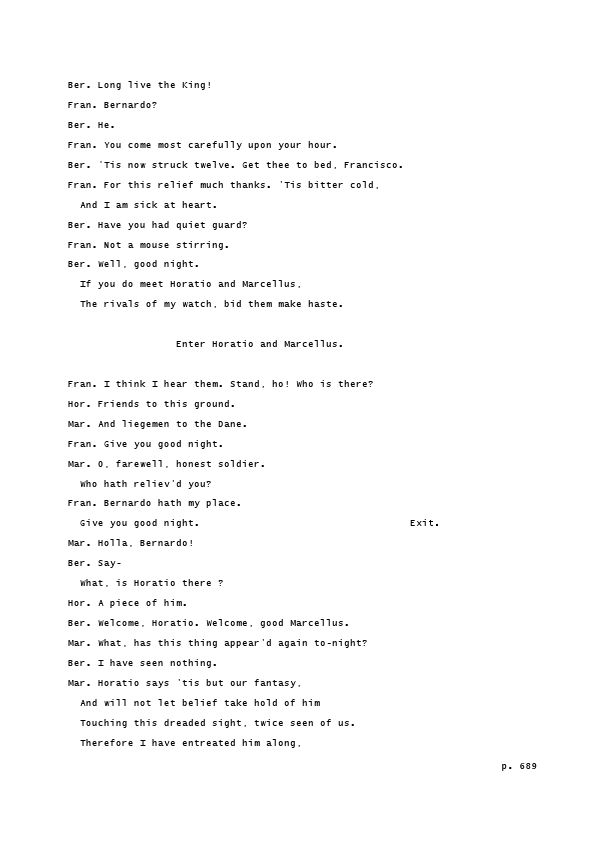 Ber. Long live the King!
Fran. Bernardo?
Ber. He.
Fran. You come most carefully upon your hour.
Ber. 'Tis now struck twelve. Get thee to bed, Francisco.
Fran. For this relief much thanks. 'Tis bitter cold,
And I am sick at heart.
Ber. Have you had quiet guard?
Fran. Not a mouse stirring.
Ber. Well, good night.
If you do meet Horatio and Marcellus,
The rivals of my watch, bid them make haste.
Enter Horatio and Marcellus.
Fran. I think I hear them. Stand, ho! Who is there?
Hor. Friends to this ground.
Mar. And liegemen to the Dane.
Fran. Give you good night.
Mar. O, farewell, honest soldier.
Who hath reliev'd you?
Fran. Bernardo hath my place.
Give you good night. Exit.
Mar. Holla, Bernardo!
Ber. Say-
What, is Horatio there ?
Hor. A piece of him.
Ber. Welcome, Horatio. Welcome, good Marcellus.
Mar. What, has this thing appear'd again to-night?
Ber. I have seen nothing.
Mar. Horatio says 'tis but our fantasy,
And will not let belief take hold of him
Touching this dreaded sight, twice seen of us.
Therefore I have entreated him along,
p. 689